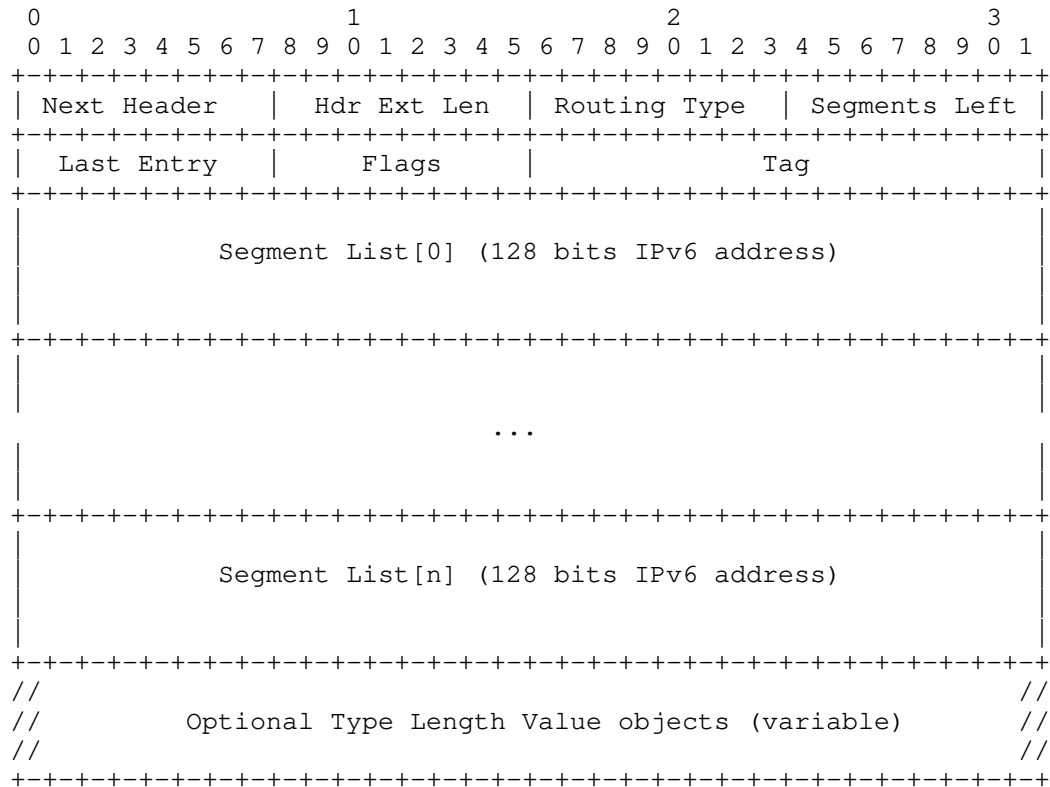 0                   1                   2                   3
0 1 2 3 4 5 6 7 8 9 0 1 2 3 4 5 6 7 8 9 0 1 2 3 4 5 6 7 8 9 0 1
+-+-+-+-+-+-+-+-+-+-+-+-+-+-+-+-+-+-+-+-+-+-+-+-+-+-+-+-+-+-+-+-+
| Next Header   |  Hdr Ext Len  | Routing Type  | Segments Left |
+-+-+-+-+-+-+-+-+-+-+-+-+-+-+-+-+-+-+-+-+-+-+-+-+-+-+-+-+-+-+-+-+
|  Last Entry   |     Flags     |              Tag              |
+-+-+-+-+-+-+-+-+-+-+-+-+-+-+-+-+-+-+-+-+-+-+-+-+-+-+-+-+-+-+-+-+
|                                                               |
|            Segment List[0] (128 bits IPv6 address)            |
|                                                               |
|                                                               |
+-+-+-+-+-+-+-+-+-+-+-+-+-+-+-+-+-+-+-+-+-+-+-+-+-+-+-+-+-+-+-+-+
|                                                               |
|                                                               |
...
|                                                               |
|                                                               |
+-+-+-+-+-+-+-+-+-+-+-+-+-+-+-+-+-+-+-+-+-+-+-+-+-+-+-+-+-+-+-+-+
|                                                               |
|            Segment List[n] (128 bits IPv6 address)            |
|                                                               |
|                                                               |
+-+-+-+-+-+-+-+-+-+-+-+-+-+-+-+-+-+-+-+-+-+-+-+-+-+-+-+-+-+-+-+-+
//                                                             //
//         Optional Type Length Value objects (variable)       //
//                                                             //
+-+-+-+-+-+-+-+-+-+-+-+-+-+-+-+-+-+-+-+-+-+-+-+-+-+-+-+-+-+-+-+-+